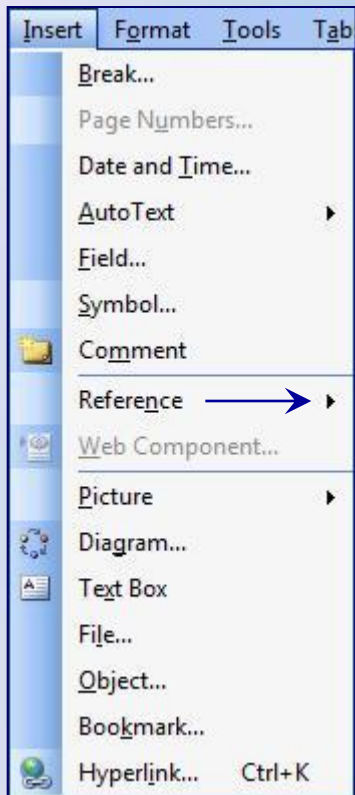 Insert Format Tools Tab
Break...
Page Numbers...
Date and Time...
AutoText
Field...
Symbol...
Comment
Reference
Web Component...
Picture
Diagram...
Text Box
File...
Object...
Bookmark...
Hyperlink... Ctrl+K